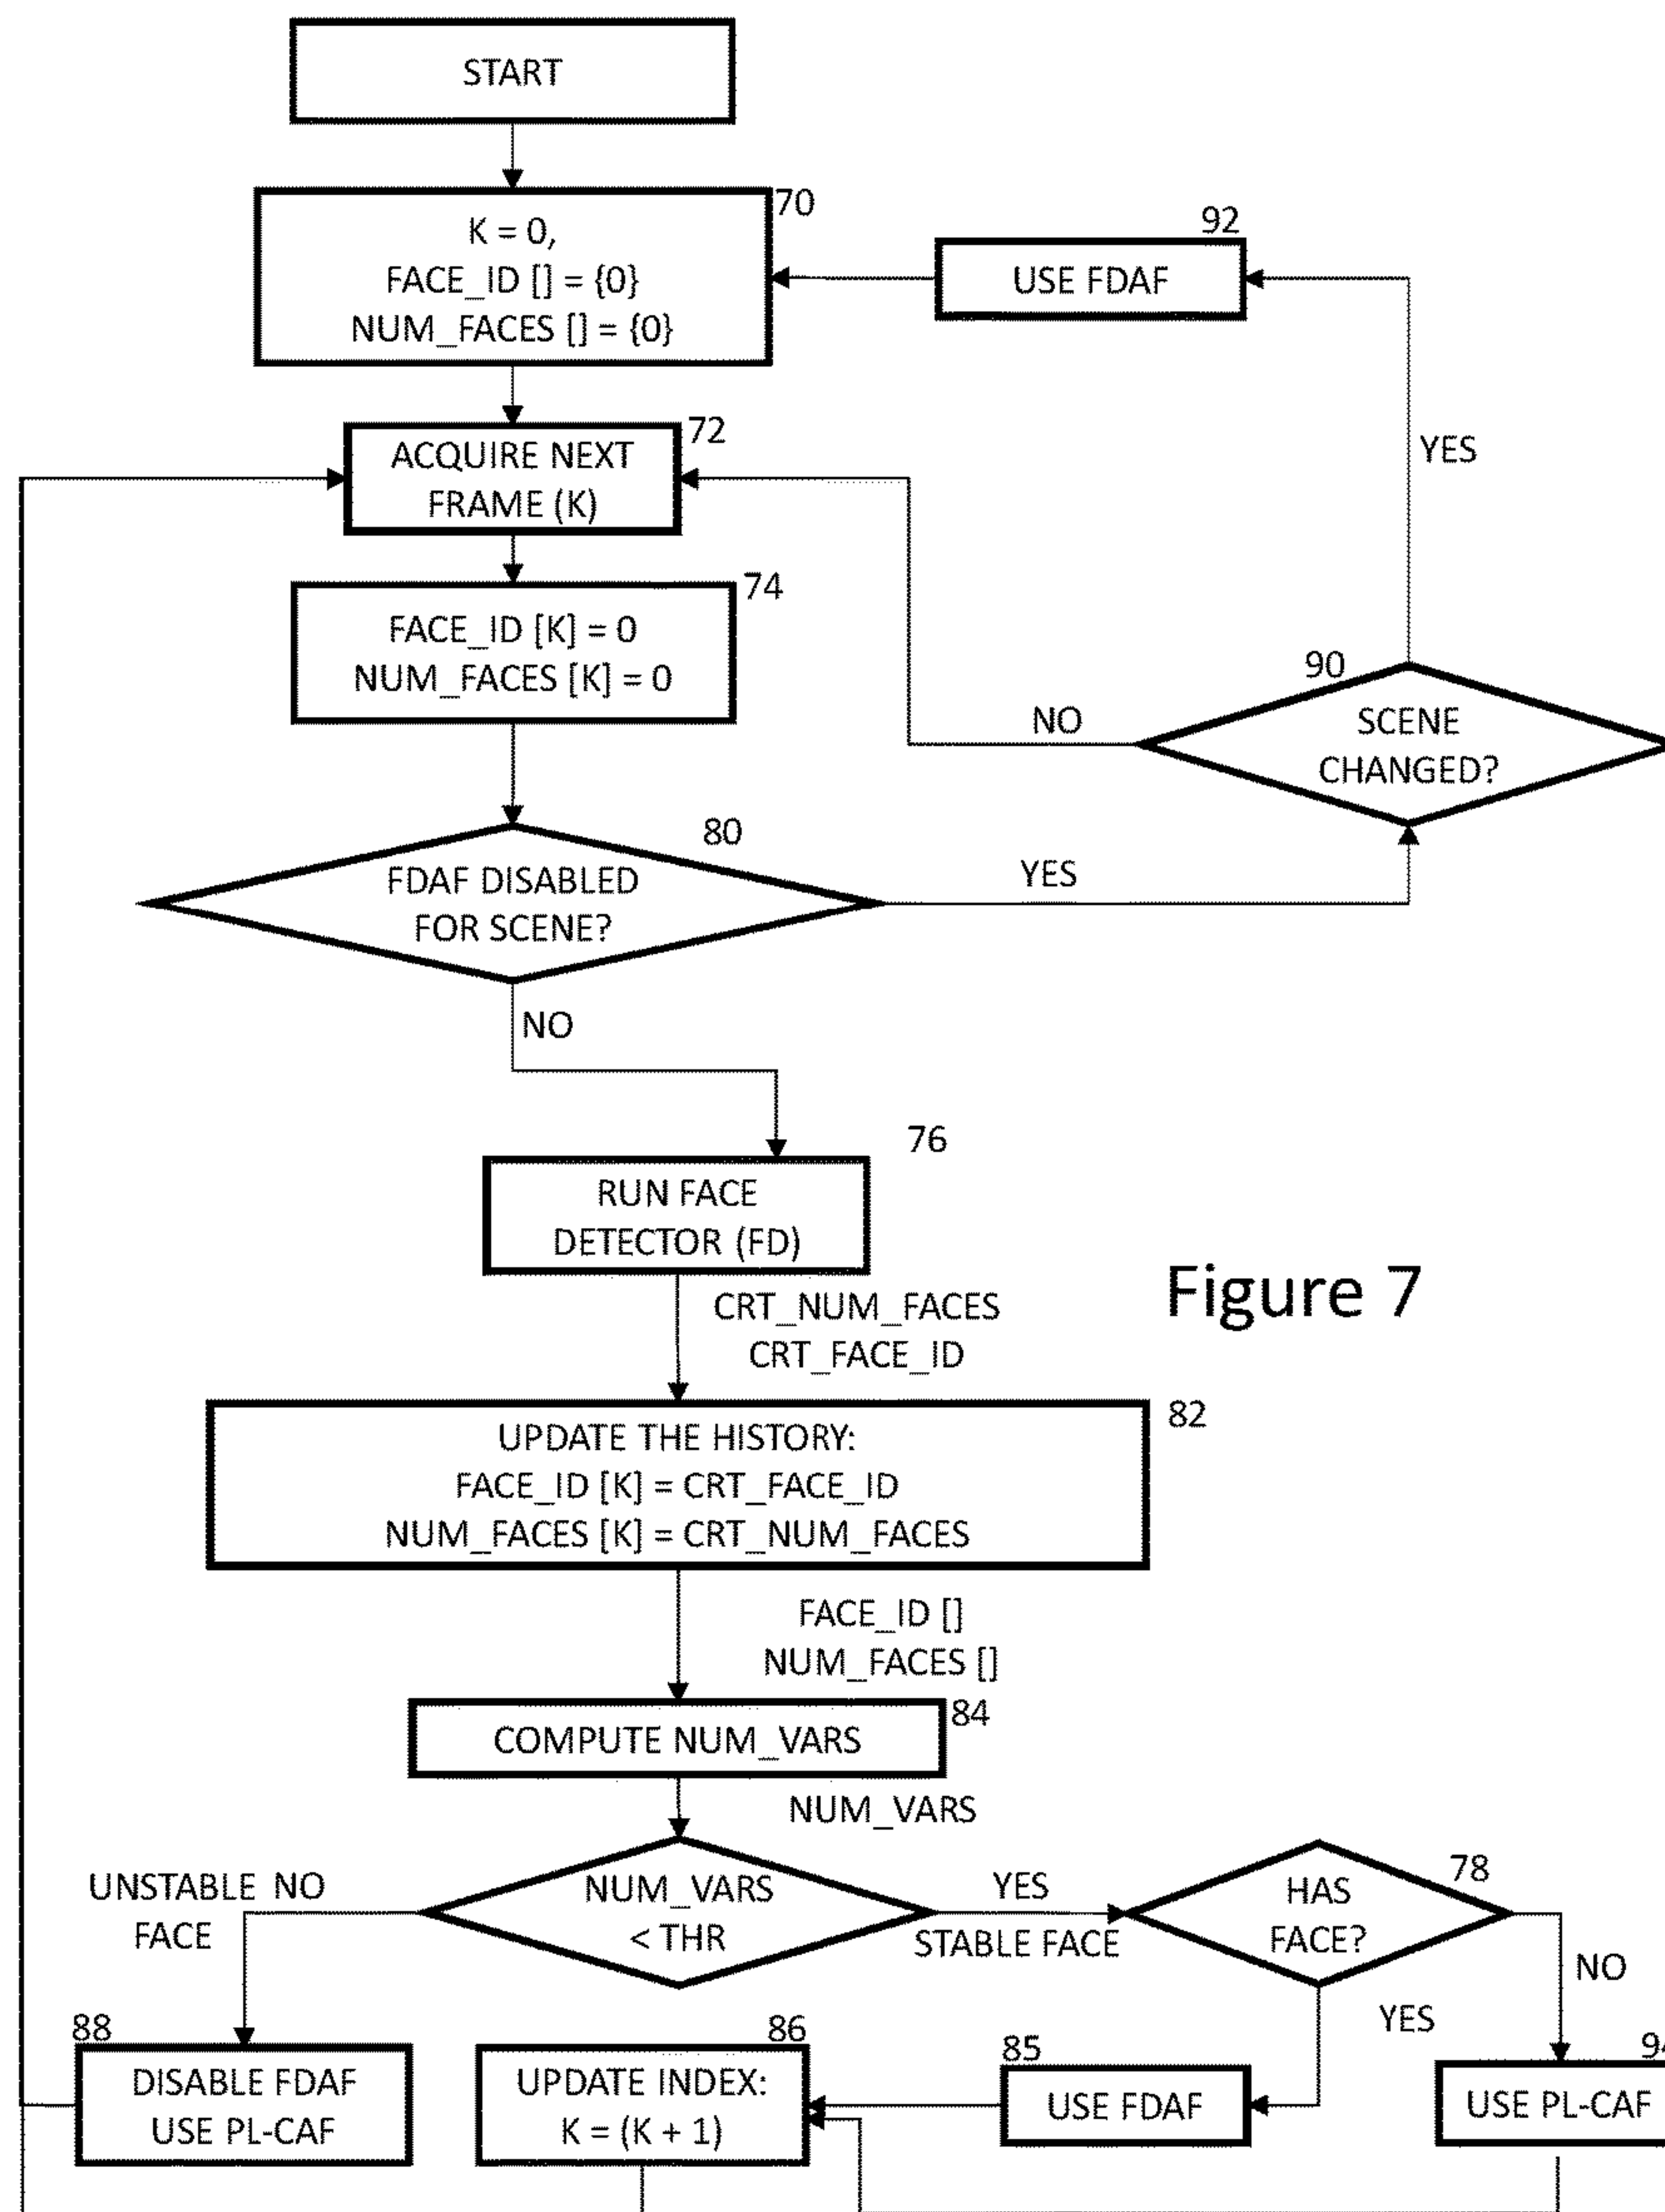 START
70
K = 0,
FACE_ID [] = {0}
NUM_FACES [] = {0}
92
USE FDAF
72
ACQUIRE NEXT
FRAME (K)
YES
74
FACE_ID [K] = 0
NUM_FACES [K] = 0
90
NO
SCENE
CHANGED?
80
FDAF DISABLED
FOR SCENE?
YES
NO
76
RUN FACE
DETECTOR (FD)
Figure 7
CRT_NUM_FACES
CRT_FACE_ID
82
UPDATE THE HISTORY:
FACE_ID [K] = CRT_FACE_ID
NUM_FACES [K] = CRT_NUM_FACES
FACE_ID []
NUM_FACES []
84
COMPUTE NUM_VARS
NUM_VARS
UNSTABLE NO
FACE
NUM_VARS
< THR
YES
STABLE FACE
78
HAS
FACE?
NO
YES
88
DISABLE FDAF
USE PL-CAF
86
UPDATE INDEX:
K = (K + 1)
85
USE FDAF
94
USE PL-CAF